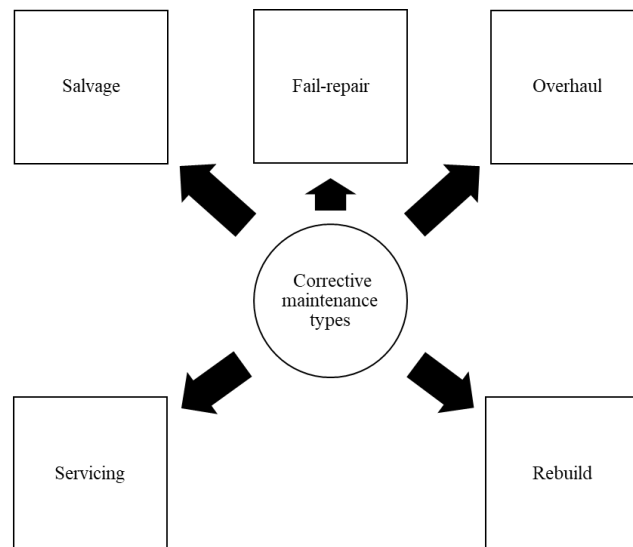 Salvage
Fail-repair
Overhaul
Corrective
maintenance
types
Servicing
Rebuild